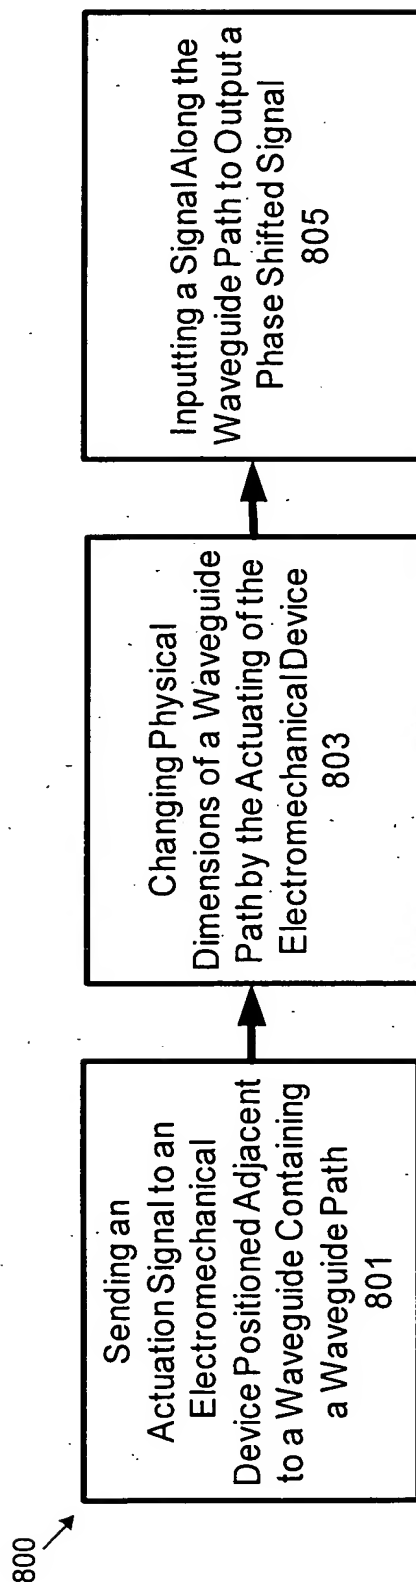 800
Sending an
Actuation Signal to an
Electromechanical
Device Positioned Adjacent
to a Waveguide Containing
a Waveguide Path
801
Changing Physical
Dimensions of a Waveguide
Path by the Actuating of the
Electromechanical Device
803
Inputting a Signal Along the
Waveguide Path to Output a
Phase Shifted Signal
805